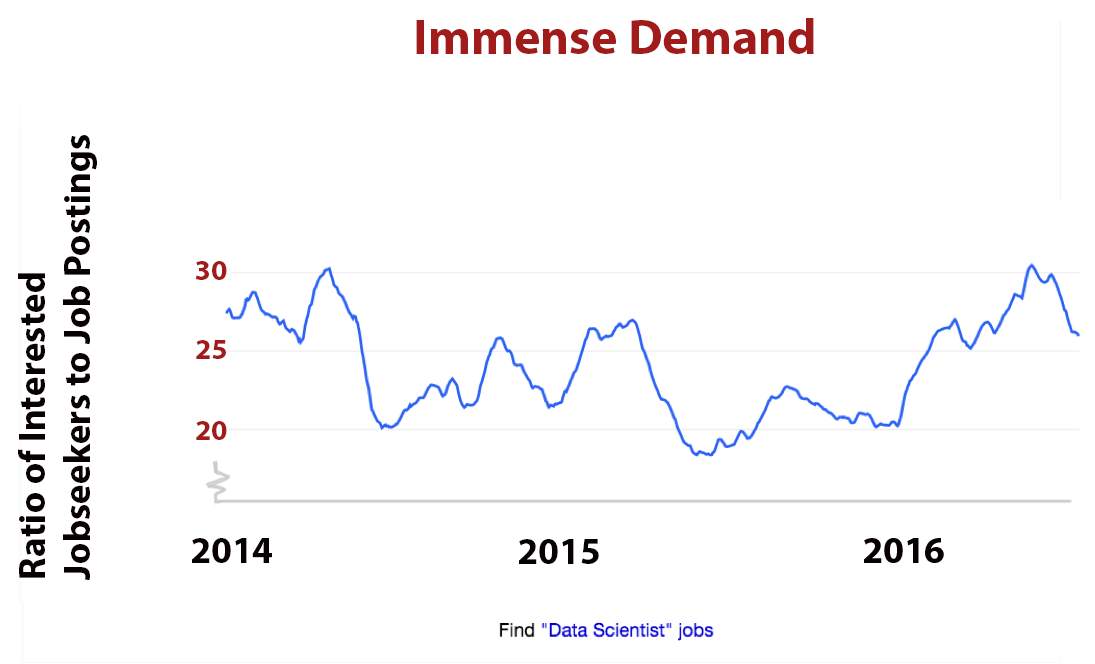 Immense Demand
Ratio of Interested
Jobseekers to Job Postings
30
25
20
2014
2015
2016
Find "Data Scientist" jobs